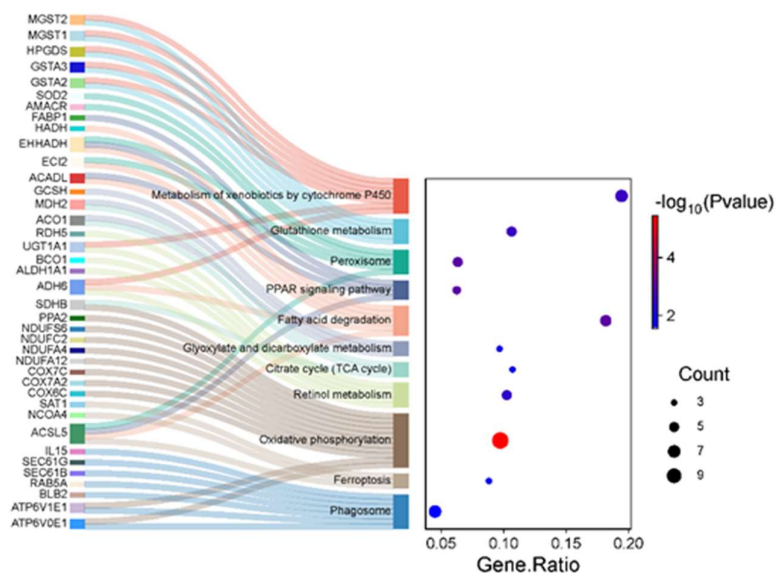 MGST2
MGST1
HPGDS
GSTA3
GSTA2
SOD2
AMACR
FABP1
HADH
EHHADH
ECI2
ACADL
GCSH
MDH2
ACO1
RDH5
UGT1A1
BCO1
ALDH1A1
ADH6
SDHB
PPA2
NDUFS6
NDUFC2
NDUFA4
NDUFA12
COX7C
COX7A2
COX6C
SAT1
NCOA4
ACSL5
IL15
SEC61G
SEC61B
RAB5A
BLB2
ATP6V1E1
ATP6V0E1
Metabolism of xenobiotics by cytochrome P450
Glutathione metabolism
Peroxisome
PPAR signaling pathway
Fatty acid degradation
Glyoxylate and dicarboxylate metabolism
Citrate cycle (TCA cycle)
Retinol metabolism
Oxidative phosphorylation
Ferroptosis
Phagosome
0.05 0.10 0.15 0.20
Gene.Ratio
-log10(Pvalue)
4
2
Count
3
5
7
9